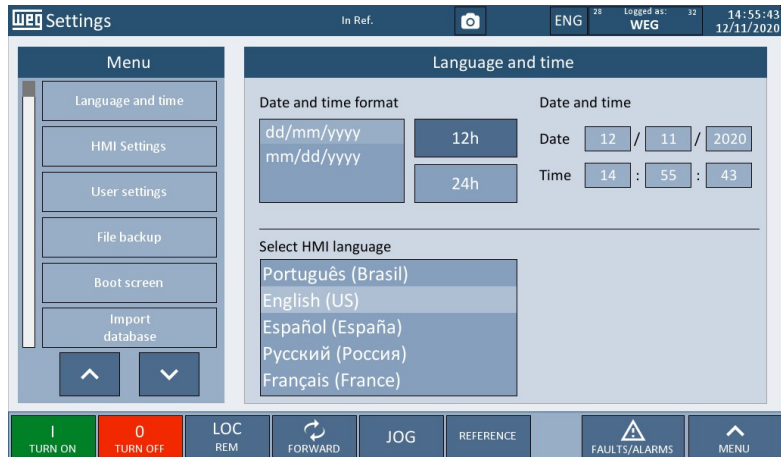 WEG Settings
In Ref.
ENG
28 Logged as: 32
WEG
14:55:43
12/11/2020
Menu
Language and time
HMI Settings
User settings
File backup
Boot screen
Import
database
Language and time
Date and time format
dd/mm/yyyy
mm/dd/yyyy
12h
24h
Date and time
Date 12 / 11 / 2020
Time 14 : 55 : 43
Select HMI language
Português (Brasil)
English (US)
Español (España)
Русский (Россия)
Français (France)
I
TURN ON
0
TURN OFF
LOC
REM
FORWARD
JOG
REFERENCE
FAULTS/ALARMS
MENU